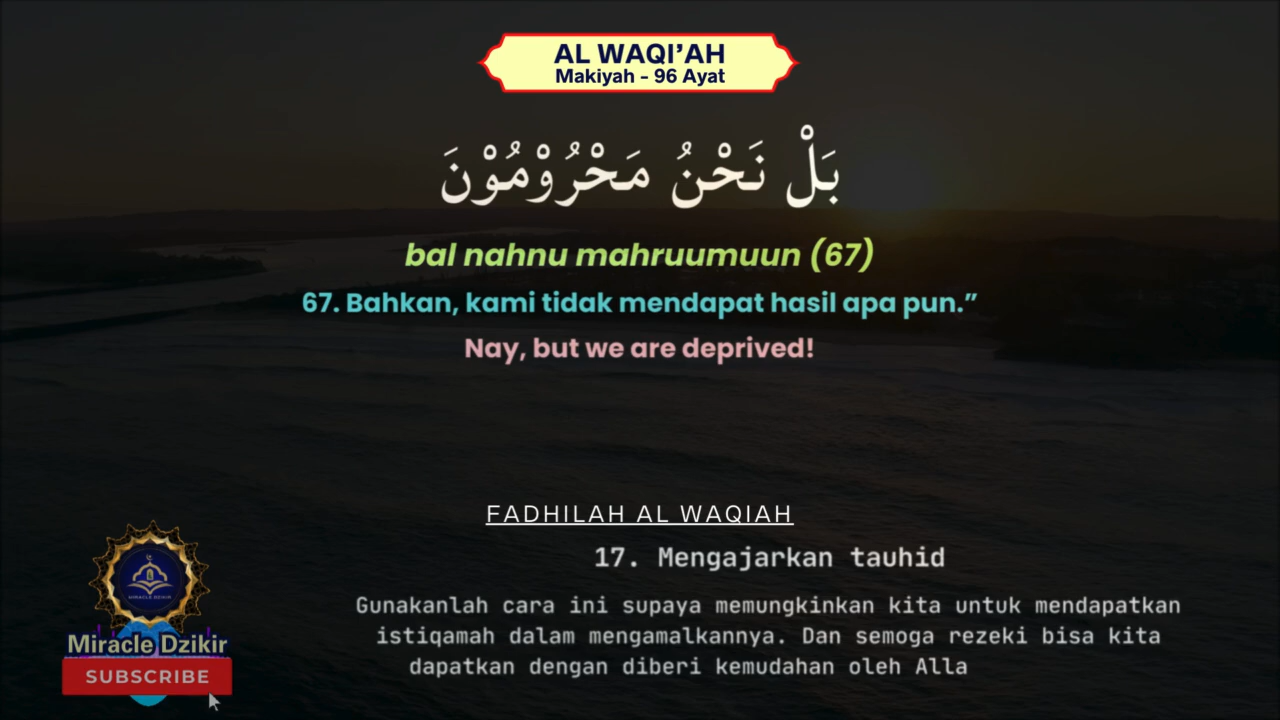 AL WAQI’AH
Makiyah - 96 Ayat
بَلْ نَحْنُ مَحْرُوْمُوْنَ
bal nahnu mahruumuun (67)
67. Bahkan, kami tidak mendapat hasil apa pun.”
Nay, but we are deprived!
FADHILAH AL WAQIAH
17. Mengajarkan tauhid
Gunakanlah cara ini supaya memungkinkan kita untuk mendapatkan
istiqamah dalam mengamalkannya. Dan semoga rezeki bisa kita
dapatkan dengan diberi kemudahan oleh Alla
MIRACLE DZIKIR
Miracle Dzikir
SUBSCRIBE